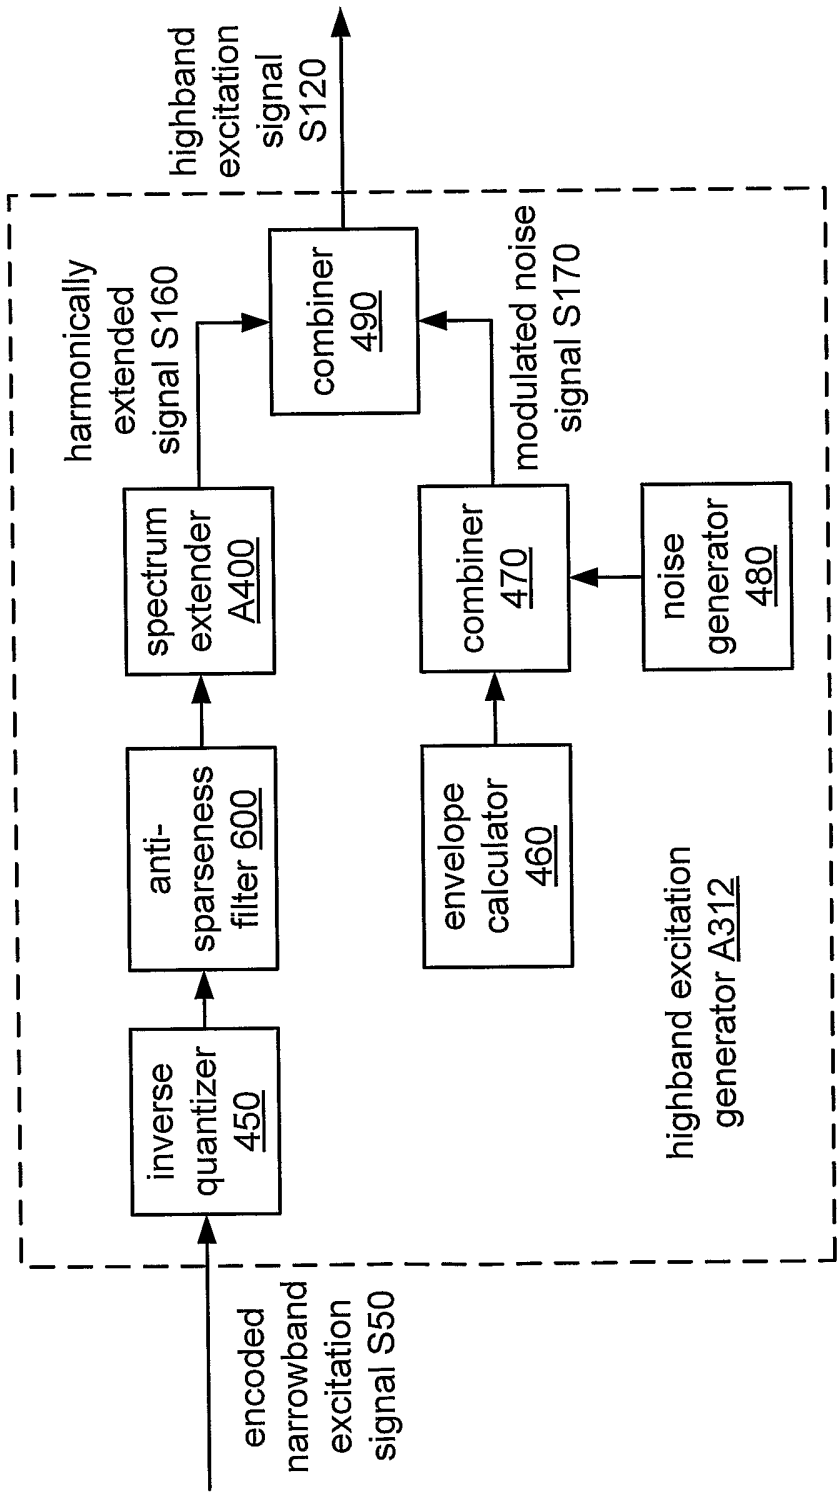 encoded
narrowband
excitation
signal S50
inverse
quantizer
450
anti-
sparseness
filter 600
spectrum
extender
A400
harmonically
extended
signal S160
envelope
calculator
460
combiner
470
noise
generator
480
modulated noise
signal S170
combiner
490
highband
excitation
signal
S120
highband excitation
generator A312